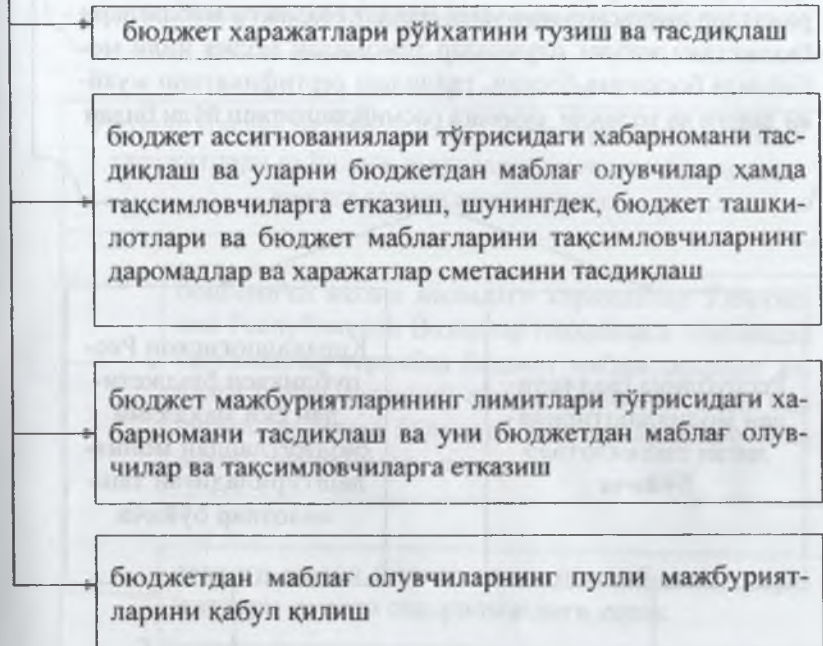 бюджет харажатлари рўйхатини тузиш ва тасдиқлаш
бюджет ассигнованиялари тўғрисидаги хабарномани тас-
диқлаш ва уларни бюджетдан маблағ олувчилар ҳамда
тақсимловчиларга етказиш, шунингдек, бюджет ташки-
лотлари ва бюджет маблағларини тақсимловчиларнинг
даромадлар ва харажатлар сметасини тасдиқлаш
бюджет мажбуриятларининг лимитлари тўғрисидаги ха-
барномани тасдиқлаш ва уни бюджетдан маблағ олув-
чилар ва тақсимловчиларга етказиш
бюджетдан маблағ олувчиларнинг пулли мажбурият-
ларини қабул қилиш